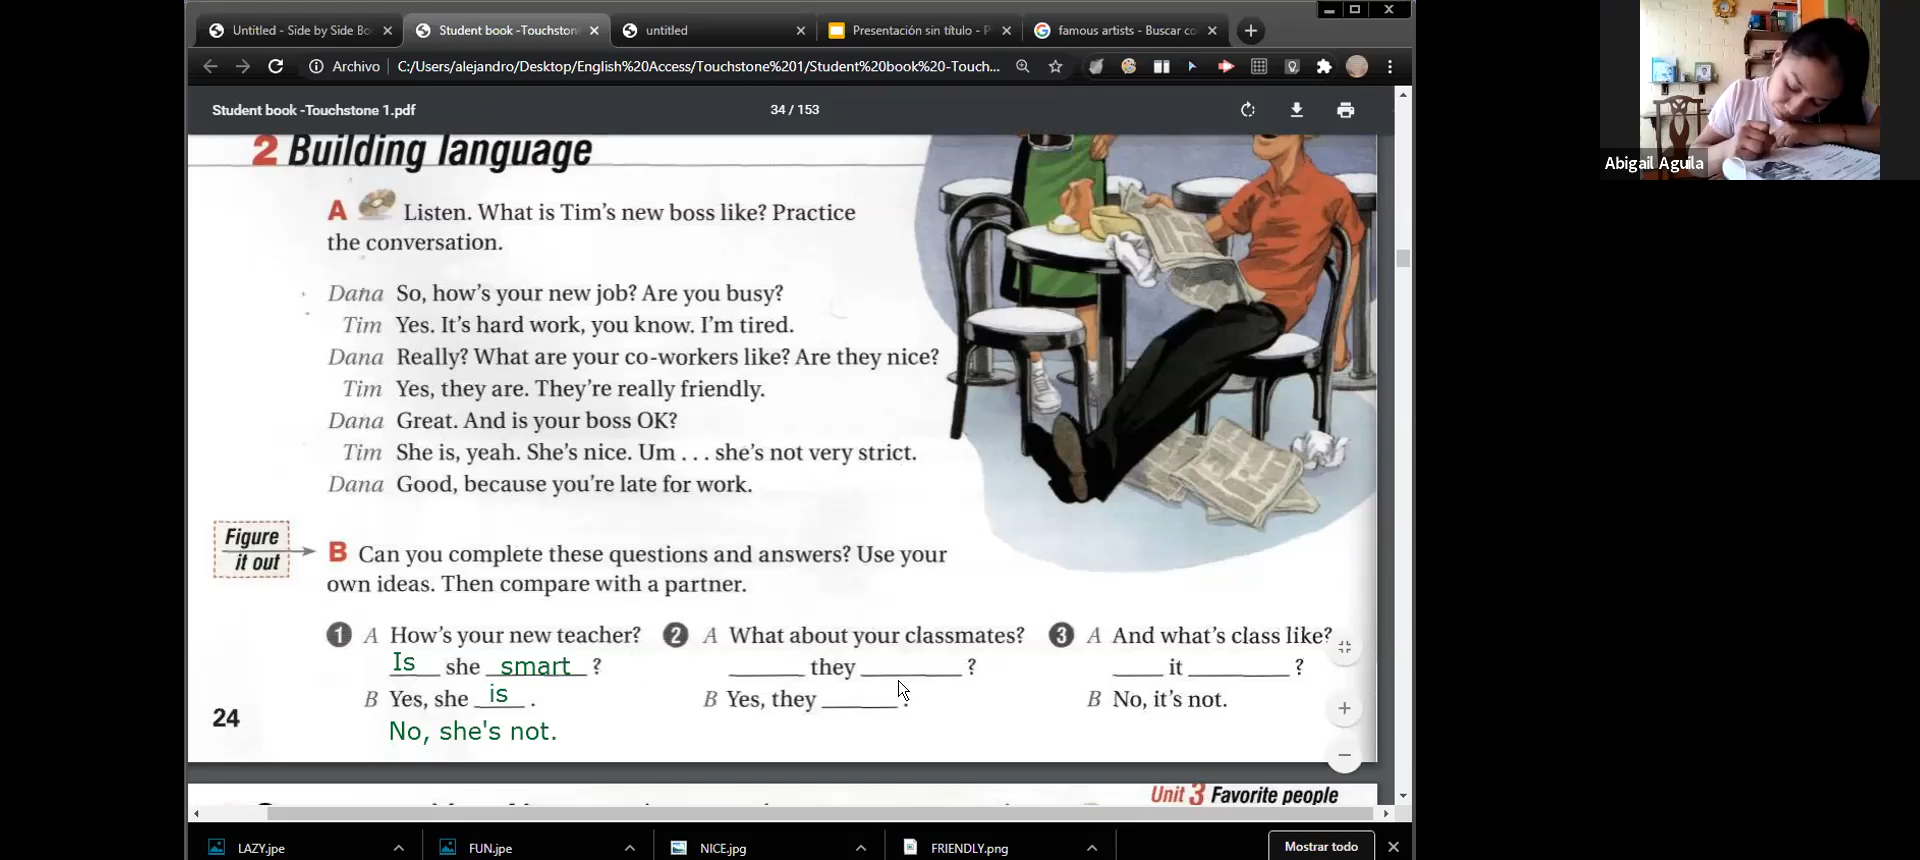 Untitled - Side by Side Bo
Student book -Touchston
untitled
Presentación sin título - P
famous artists - Buscar co
Archivo
C:/Users/alejandro/Desktop/English%20Access/Touchstone%201/Student%20book%20-Touch...
Student book -Touchstone 1.pdf
34 / 153
Abigail Aguila
2 Building language
A Listen. What is Tim's new boss like? Practice
the conversation.
Dana So, how's your new job? Are you busy?
Tim Yes. It's hard work, you know. I'm tired.
Dana Really? What are your co-workers like? Are they nice?
Tim Yes, they are. They're really friendly.
Dana Great. And is your boss OK?
Tim She is, yeah. She's nice. Um . . . she's not very strict.
Dana Good, because you're late for work.
Figure
it out
B Can you complete these questions and answers? Use your
own ideas. Then compare with a partner.
1 A How's your new teacher?
Is she smart ?
B Yes, she is .
No, she's not.
2 A What about your classmates?
____ they ____ ?
B Yes, they ____ .
3 A And what's class like?
____ it ____ ?
B No, it's not.
24
Unit 3 Favorite people
LAZY.jpe
FUN.jpe
NICE.jpg
FRIENDLY.png
Mostrar todo